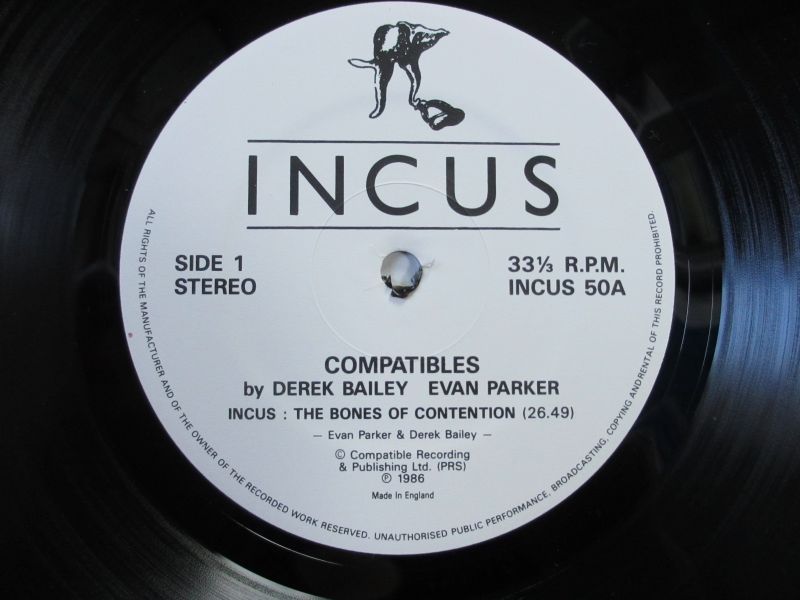 INCUS
SIDE 1
STEREO
33⅓ R.P.M.
INCUS 50A
COMPATIBLES
by DEREK BAILEY EVAN PARKER
INCUS : THE BONES OF CONTENTION (26.49)
— Evan Parker & Derek Bailey —
© Compatible Recording
& Publishing Ltd. (PRS)
℗ 1986
Made In England
ALL RIGHTS OF THE MANUFACTURER AND OF THE OWNER OF THE RECORDED WORK RESERVED. UNAUTHORISED PUBLIC PERFORMANCE, BROADCASTING, COPYING ANDRENTAL OF THIS RECORD PROHIBITED.